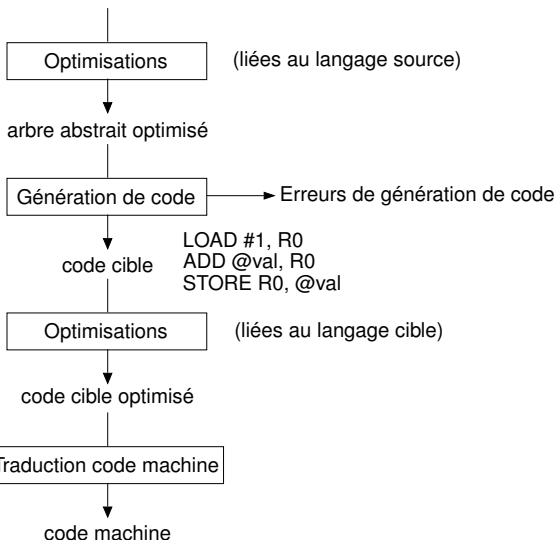 Optimisations (liées au langage source)
arbre abstrait optimisé
Génération de code Erreurs de génération de code
LOAD #1, R0
code cible ADD @val, R0
STORE R0, @val
Optimisations (liées au langage cible)
code cible optimisé
Traduction code machine
code machine